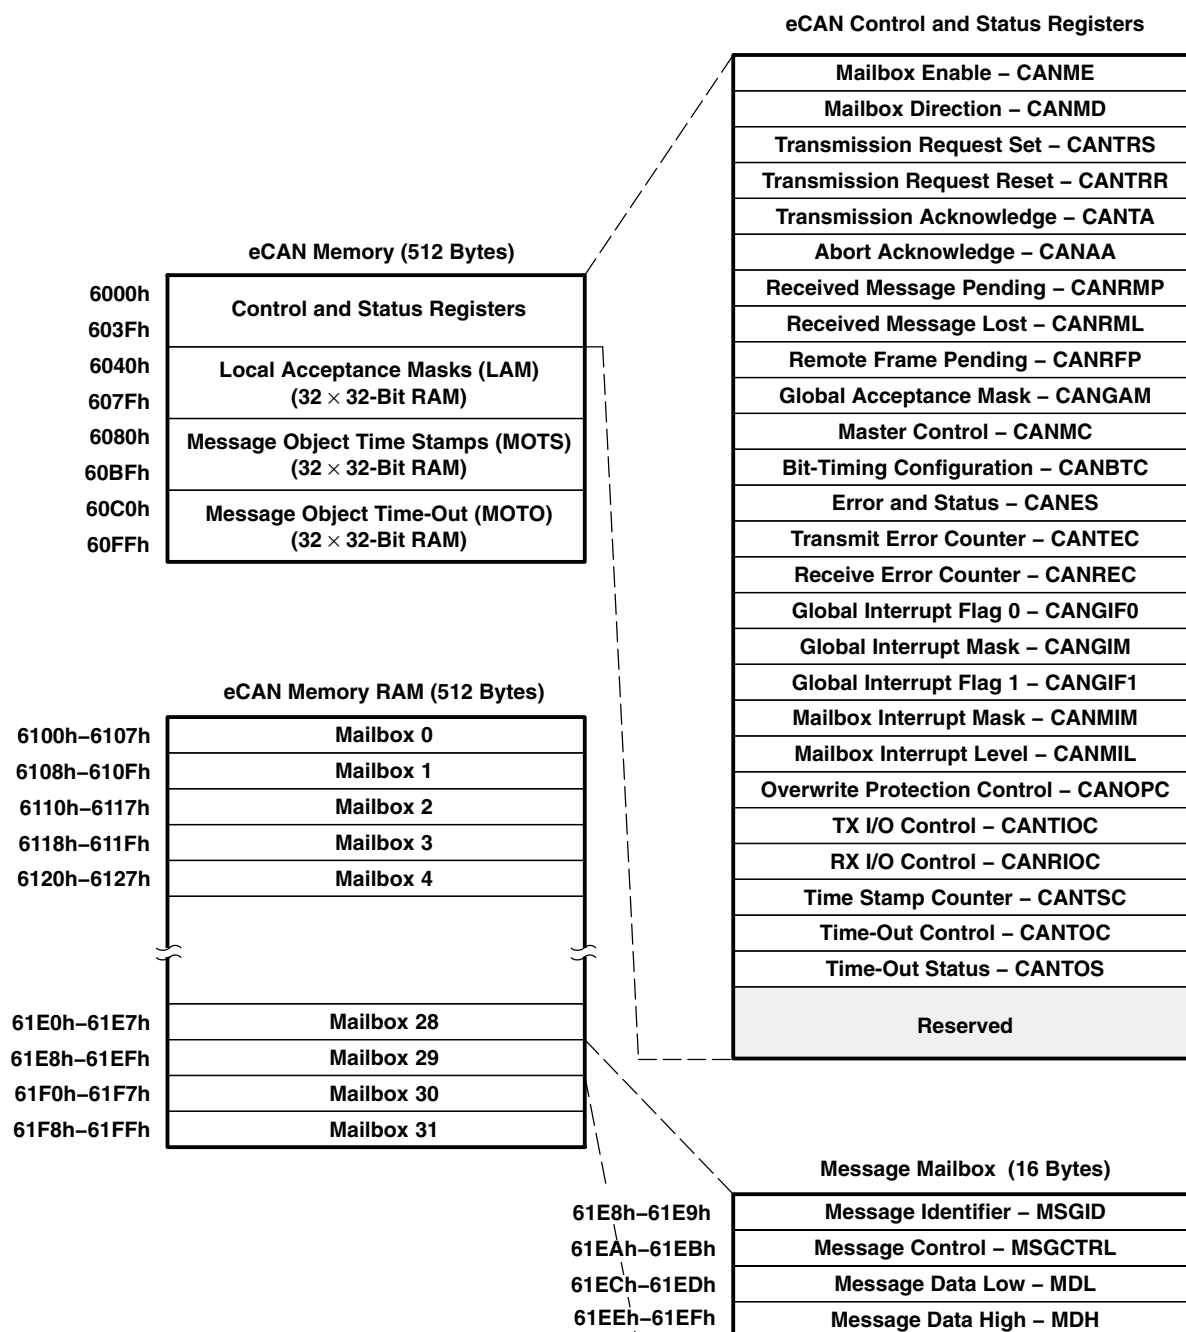 eCAN Control and Status Registers
Mailbox Enable – CANME
Mailbox Direction – CANMD
Transmission Request Set – CANTRS
Transmission Request Reset – CANTRR
Transmission Acknowledge – CANTA
Abort Acknowledge – CANAA
Received Message Pending – CANRMP
Received Message Lost – CANRML
Remote Frame Pending – CANRFP
Global Acceptance Mask – CANGAM
Master Control – CANMC
Bit-Timing Configuration – CANBTC
Error and Status – CANES
Transmit Error Counter – CANTEC
Receive Error Counter – CANREC
Global Interrupt Flag 0 – CANGIF0
Global Interrupt Mask – CANGIM
Global Interrupt Flag 1 – CANGIF1
Mailbox Interrupt Mask – CANMIM
Mailbox Interrupt Level – CANMIL
Overwrite Protection Control – CANOPC
TX I/O Control – CANTIOC
RX I/O Control – CANRIOC
Time Stamp Counter – CANTSC
Time-Out Control – CANTOC
Time-Out Status – CANTOS
Reserved
eCAN Memory (512 Bytes)
6000h
Control and Status Registers
603Fh
6040h
Local Acceptance Masks (LAM)
(32 × 32-Bit RAM)
607Fh
6080h
Message Object Time Stamps (MOTS)
(32 × 32-Bit RAM)
60BFh
60C0h
Message Object Time-Out (MOTO)
(32 × 32-Bit RAM)
60FFh
eCAN Memory RAM (512 Bytes)
6100h–6107h Mailbox 0
6108h–610Fh Mailbox 1
6110h–6117h Mailbox 2
6118h–611Fh Mailbox 3
6120h–6127h Mailbox 4
61E0h–61E7h Mailbox 28
61E8h–61EFh Mailbox 29
61F0h–61F7h Mailbox 30
61F8h–61FFh Mailbox 31
Message Mailbox (16 Bytes)
61E8h–61E9h Message Identifier – MSGID
61EAh–61EBh Message Control – MSGCTRL
61ECh–61EDh Message Data Low – MDL
61EEh–61EFh Message Data High – MDH